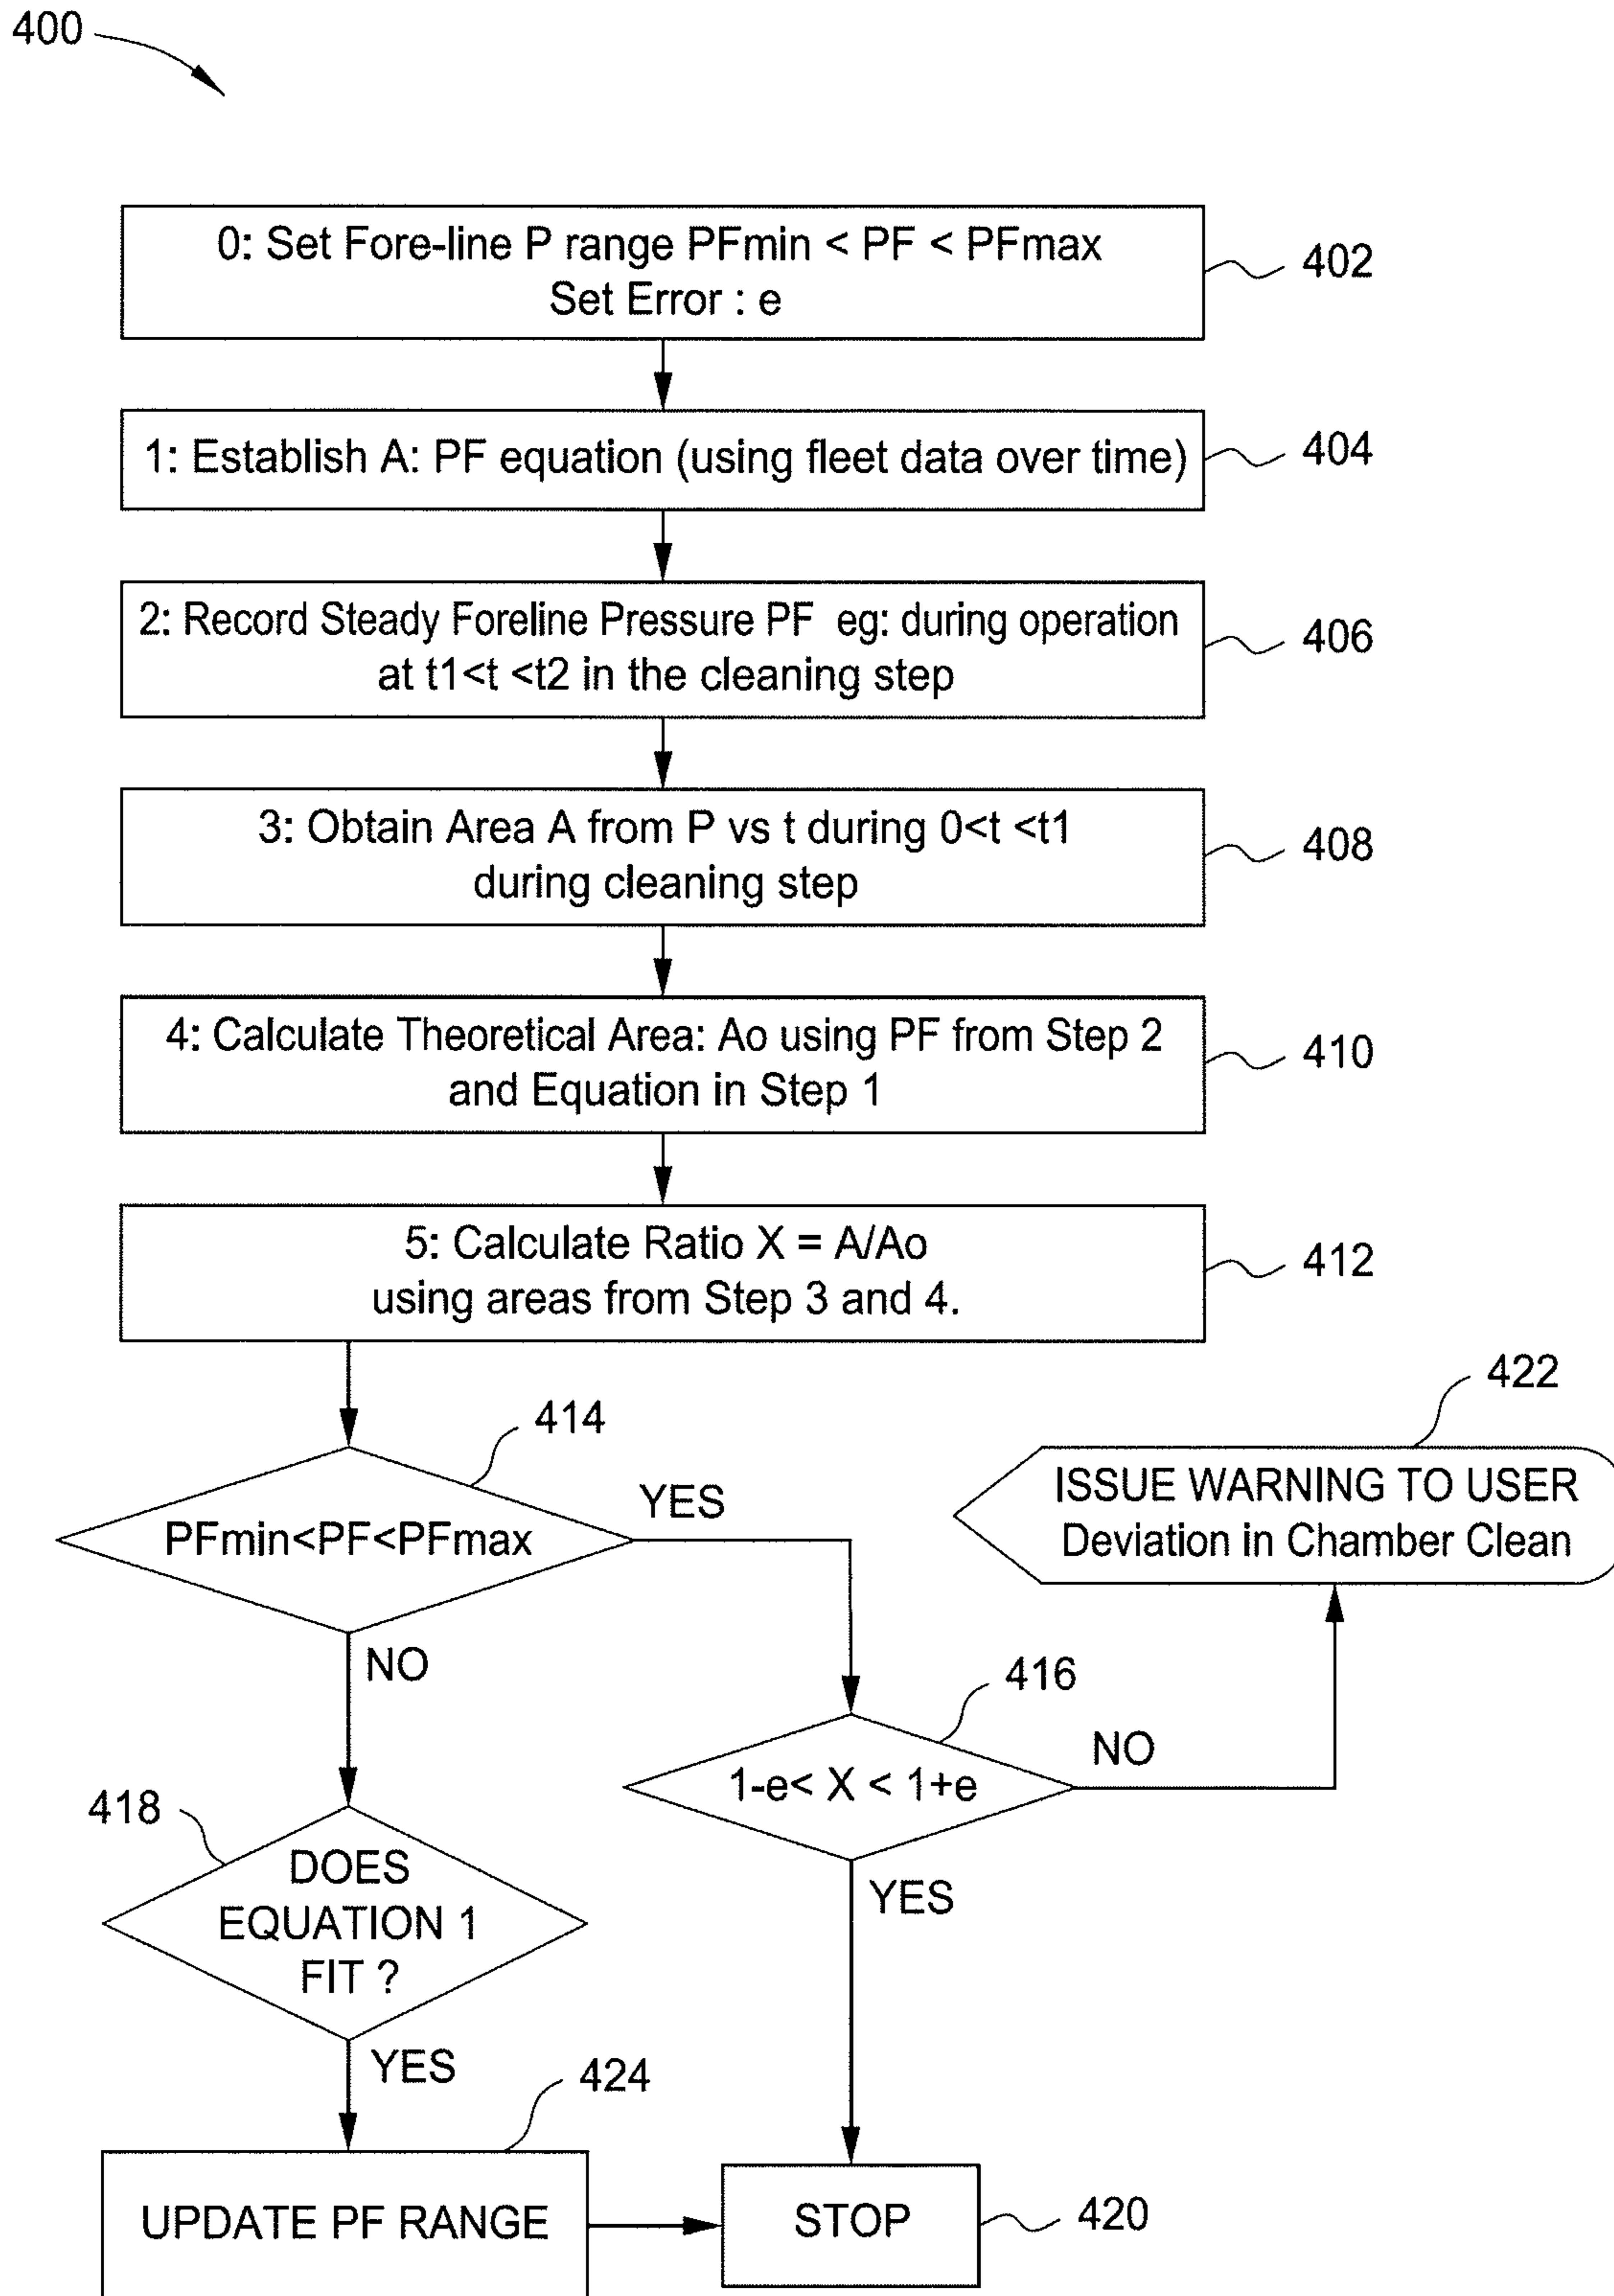 400
0: Set Fore-line P range PFmin < PF < PFmax
Set Error : e
402
1: Establish A: PF equation (using fleet data over time)
404
2: Record Steady Foreline Pressure PF eg: during operation
at t1<t <t2 in the cleaning step
406
3: Obtain Area A from P vs t during 0<t <t1
during cleaning step
408
4: Calculate Theoretical Area: Ao using PF from Step 2
and Equation in Step 1
410
5: Calculate Ratio X = A/Ao
using areas from Step 3 and 4.
412
414
PFmin<PF<PFmax
YES
NO
422
ISSUE WARNING TO USER
Deviation in Chamber Clean
416
1-e< X < 1+e
NO
YES
418
DOES
EQUATION 1
FIT ?
YES
424
UPDATE PF RANGE
STOP
420